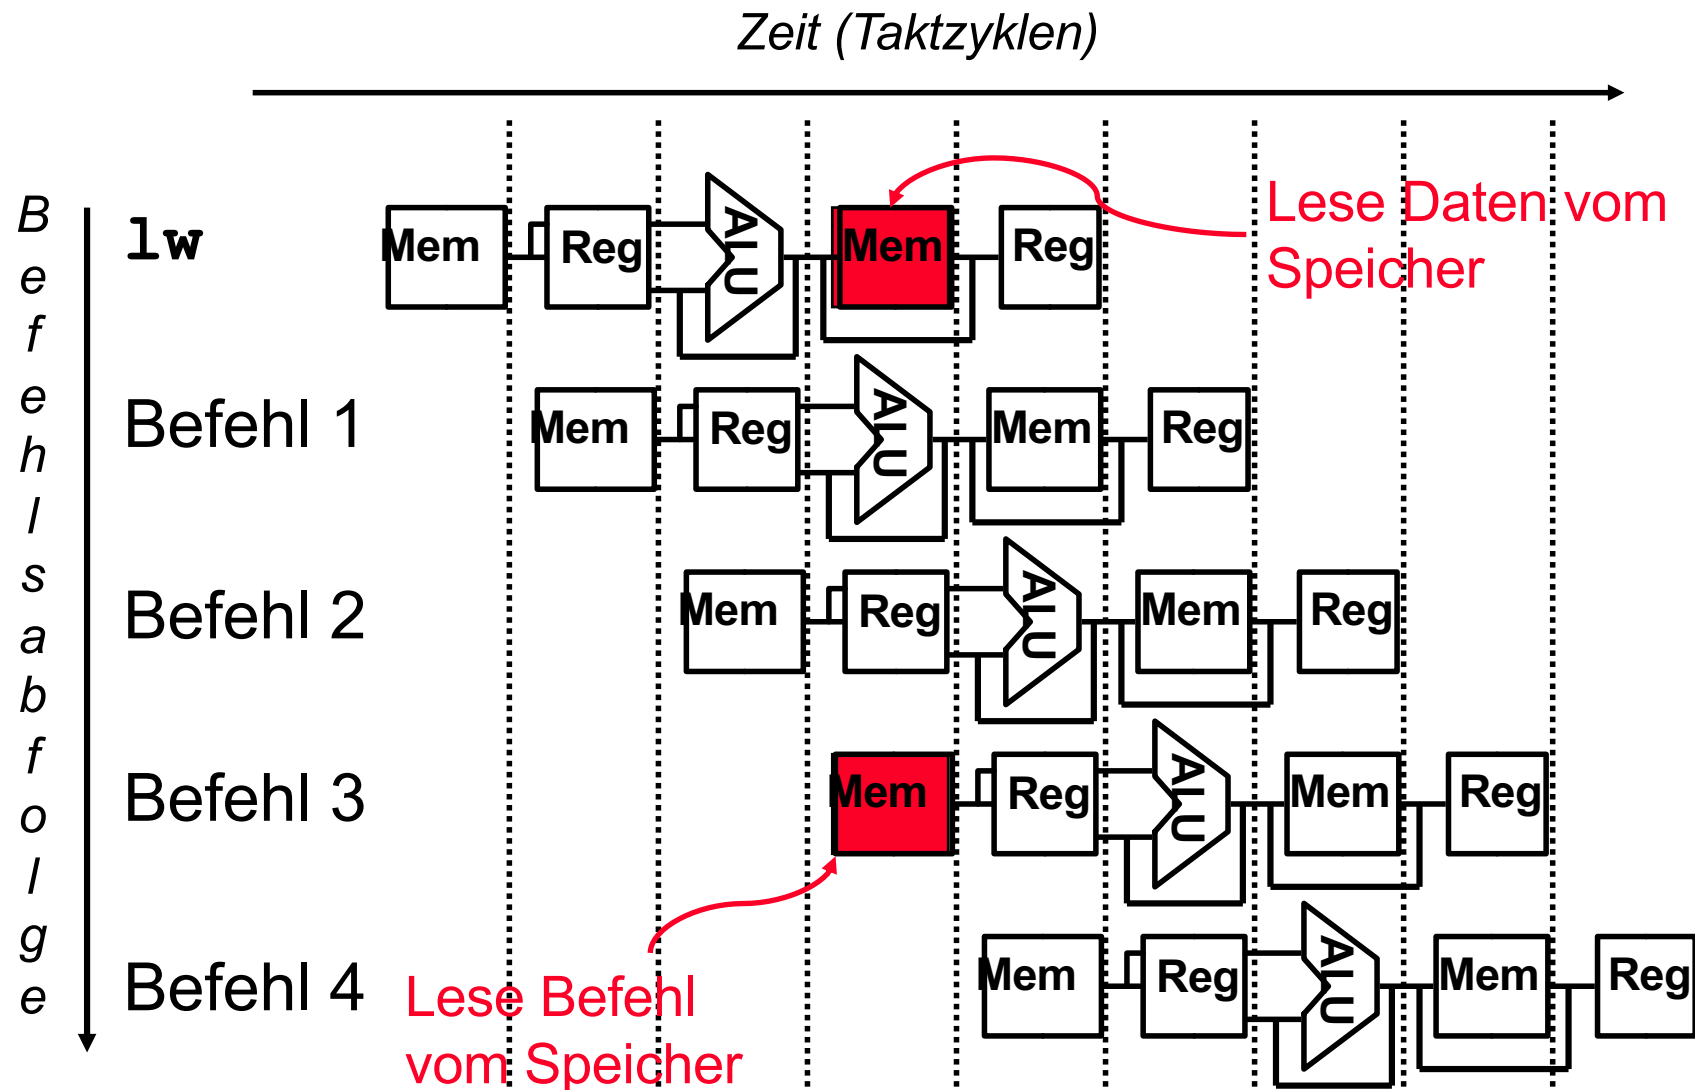 Zeit (Taktzyklen)
Befehlsabfolge
lw
Mem Reg ALU Mem Reg
Lese Daten vom
Speicher
Befehl 1
Mem Reg ALU Mem Reg
Befehl 2
Mem Reg ALU Mem Reg
Befehl 3
Mem Reg ALU Mem Reg
Befehl 4
Mem Reg ALU Mem Reg
Lese Befehl
vom Speicher